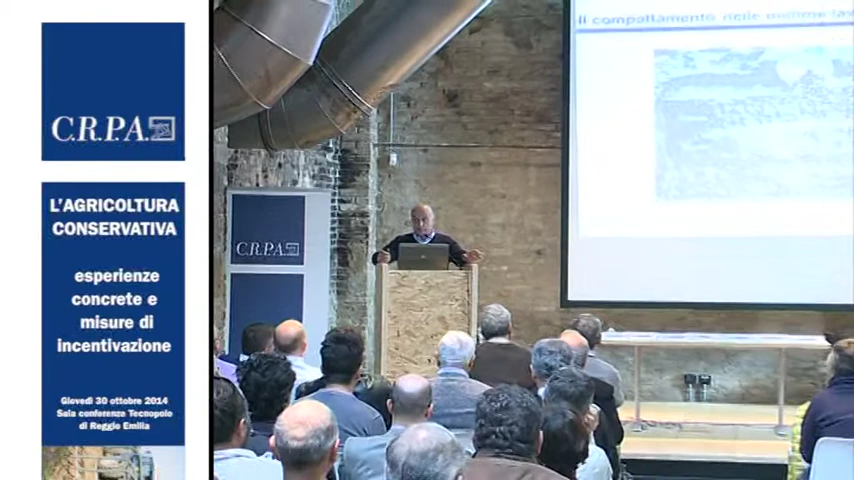 C.R.P.A.
L'AGRICOLTURA
CONSERVATIVA
esperienze
concrete e
misure di
incentivazione
Giovedì 30 ottobre 2014
Sala conferenze Tecnopolo
di Reggio Emilia
C.R.P.A.
Il compattamento nelle